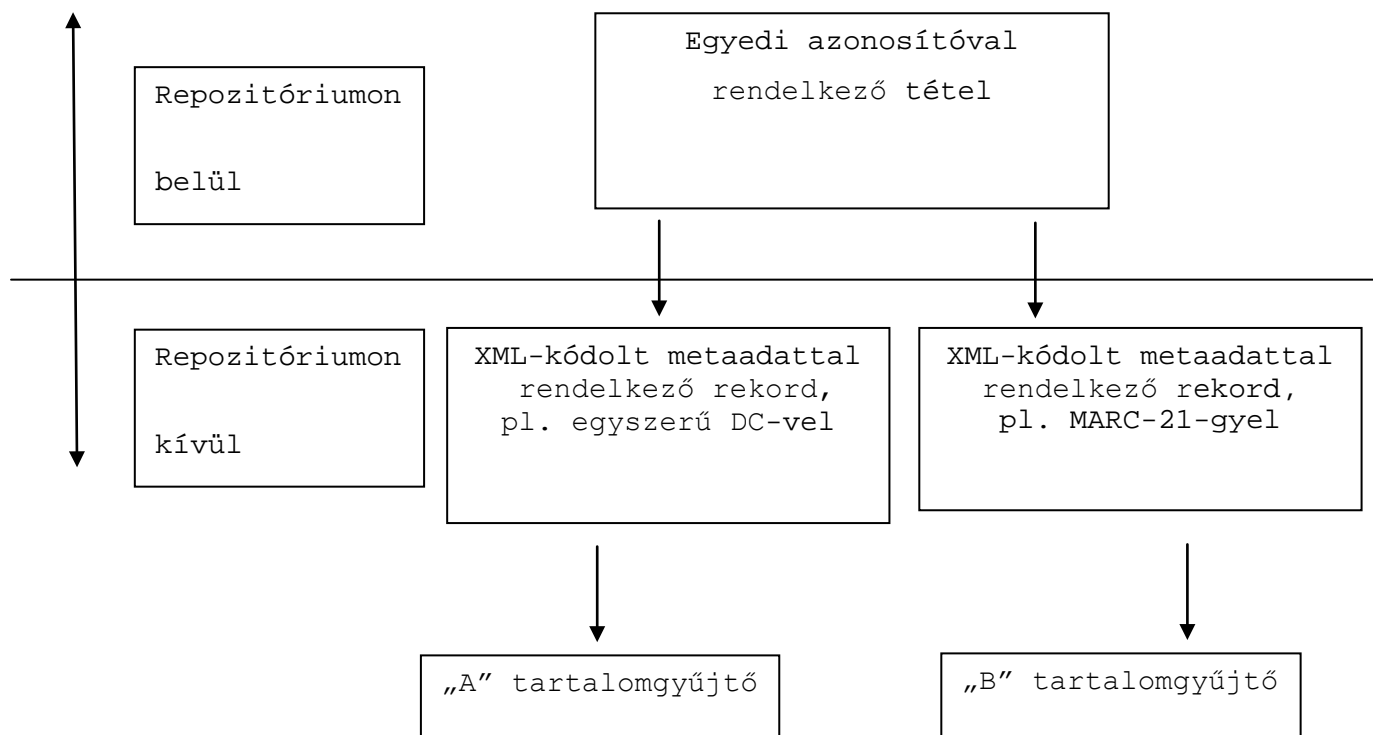 Egyedi azonosítóval
rendelkező tétel
Repozitóriumon
belül
Repozitóriumon
kívül
XML-kódolt metaadattal
rendelkező rekord,
pl. egyszerű DC-vel
XML-kódolt metaadattal
rendelkező rekord,
pl. MARC-21-gyel
„A” tartalomgyűjtő
„B” tartalomgyűjtő